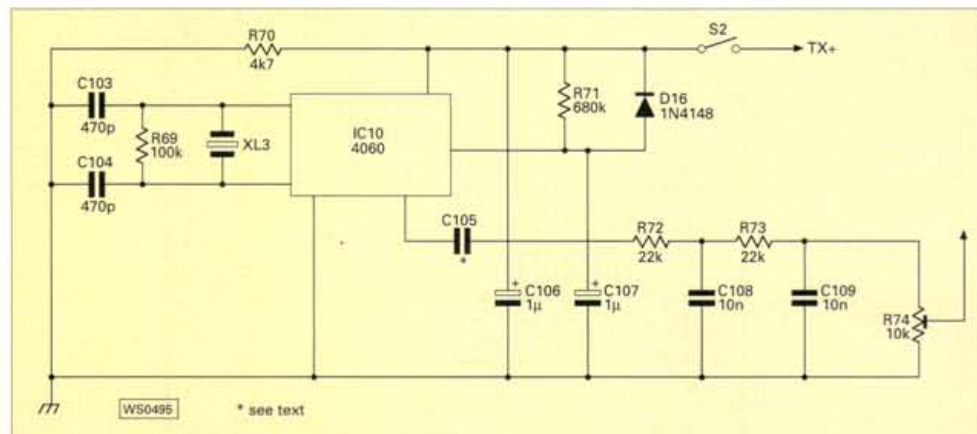 R70
4k7
S2
TX+
C103
470p
R69
100k
XL3
C104
470p
IC10
4060
R71
680k
D16
1N4148
C105
*
R72
22k
R73
22k
+
C106
1µ
+
C107
1µ
C108
10n
C109
10n
R74
10k
WS0495
* see text